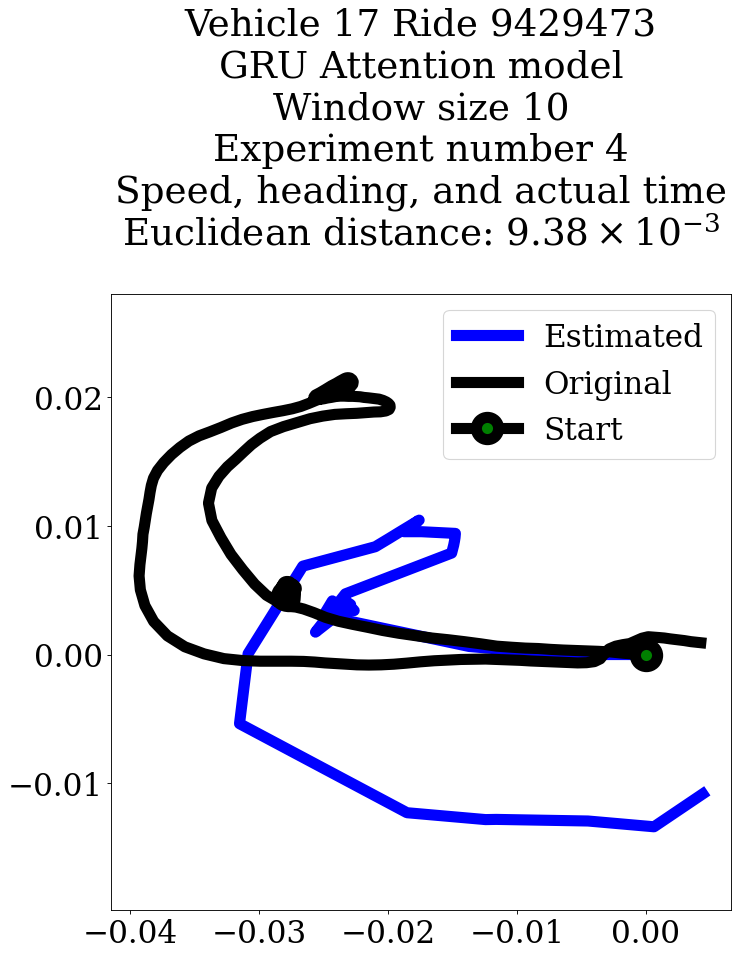 Vehicle 17 Ride 9429473
GRU Attention model
Window size 10
Experiment number 4
Speed, heading, and actual time
Euclidean distance: 9.38 × 10⁻³
Estimated
Original
Start
0.02
0.01
0.00
−0.01
−0.04 −0.03 −0.02 −0.01 0.00